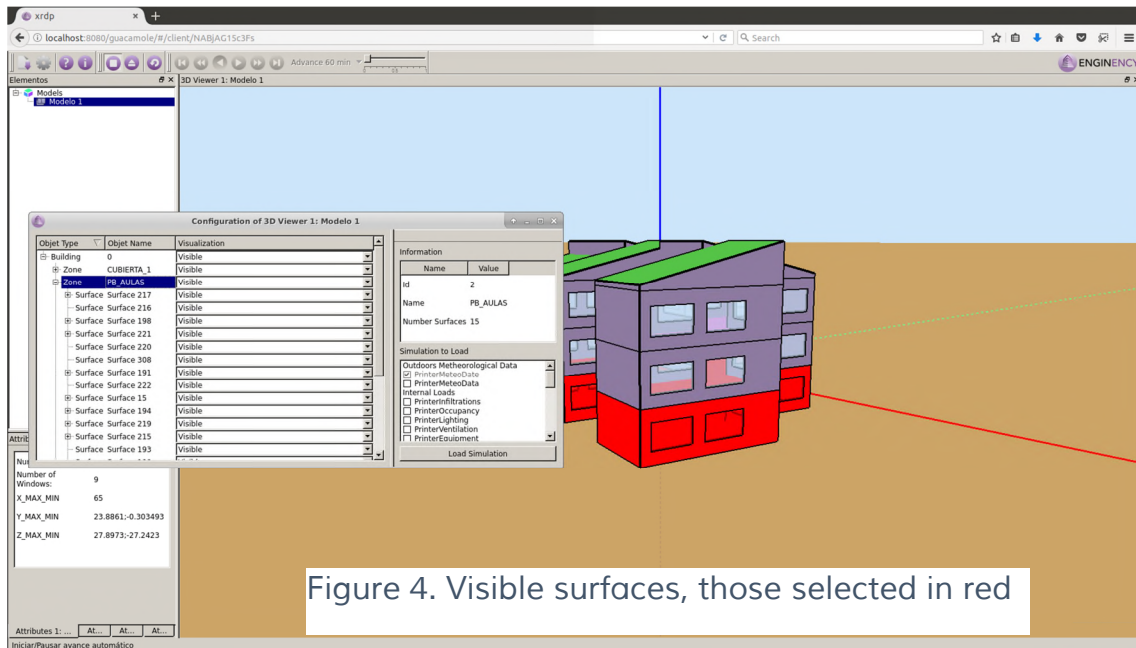 xrdp
localhost:8080/guacamole/#/client/NABjAG15c3Fs
Search
Advance 60 min
ENGINENCY
Elementos
3D Viewer 1: Modelo 1
Models
Modelo 1
Configuration of 3D Viewer 1: Modelo 1
Objet Type Objet Name Visualization
Building 0 Visible
Zone CUBIERTA_1 Visible
Zone PB_AULAS Visible
Surface Surface 217 Visible
Surface Surface 216 Visible
Surface Surface 198 Visible
Surface Surface 221 Visible
Surface Surface 220 Visible
Surface Surface 308 Visible
Surface Surface 191 Visible
Surface Surface 222 Visible
Surface Surface 15 Visible
Surface Surface 194 Visible
Surface Surface 219 Visible
Surface Surface 215 Visible
Surface Surface 193 Visible
Information
Name Value
Id 2
Name PB_AULAS
Number Surfaces 15
Simulation to Load
Outdoors Metheorological Data
PrinterMeteoDate
PrinterMeteoData
Internal Loads
PrinterInfiltrations
PrinterOccupancy
PrinterLighting
PrinterVentilation
PrinterEquipment
Load Simulation
Attrib
Number of
Windows: 9
X_MAX_MIN 65
Y_MAX_MIN 23.8861;-0.303493
Z_MAX_MIN 27.8973;-27.2423
Attributes 1: ... At... At... At...
Iniciar/Pausar avance automático
Figure 4. Visible surfaces, those selected in red